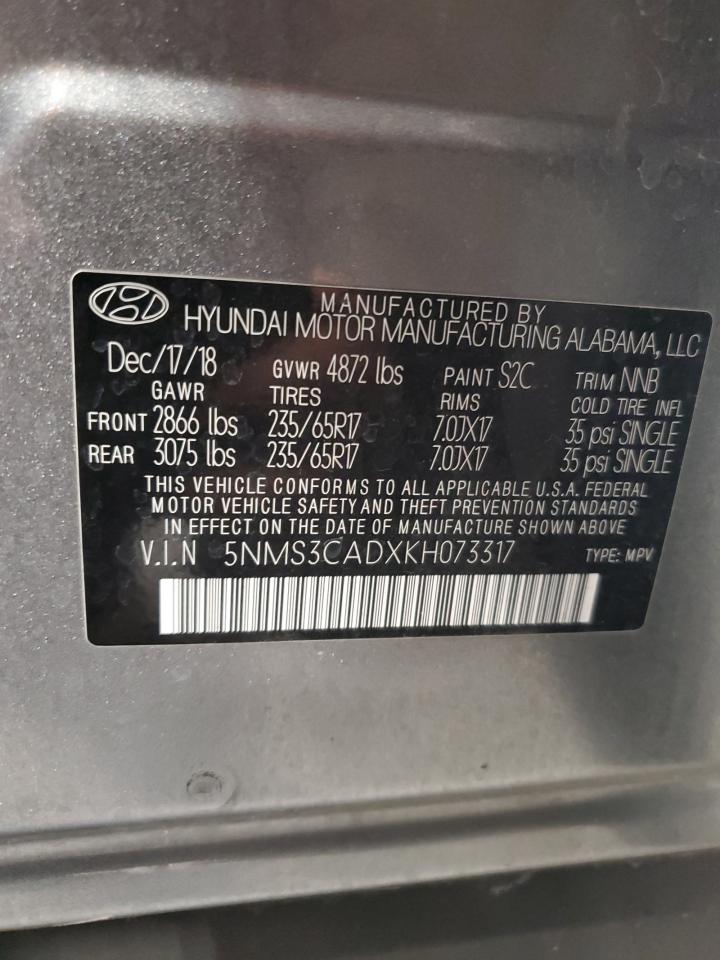 MANUFACTURED BY
HYUNDAI MOTOR MANUFACTURING ALABAMA, LLC
Dec/17/18 GVWR 4872 lbs PAINT S2C TRIM NNB
GAWR TIRES RIMS COLD TIRE INFL
FRONT 2866 lbs 235/65R17 7.0JX17 35 psi SINGLE
REAR 3075 lbs 235/65R17 7.0JX17 35 psi SINGLE
THIS VEHICLE CONFORMS TO ALL APPLICABLE U.S.A. FEDERAL
MOTOR VEHICLE SAFETY AND THEFT PREVENTION STANDARDS
IN EFFECT ON THE DATE OF MANUFACTURE SHOWN ABOVE
V.I.N 5NMS3CADXKH073317 TYPE: MPV